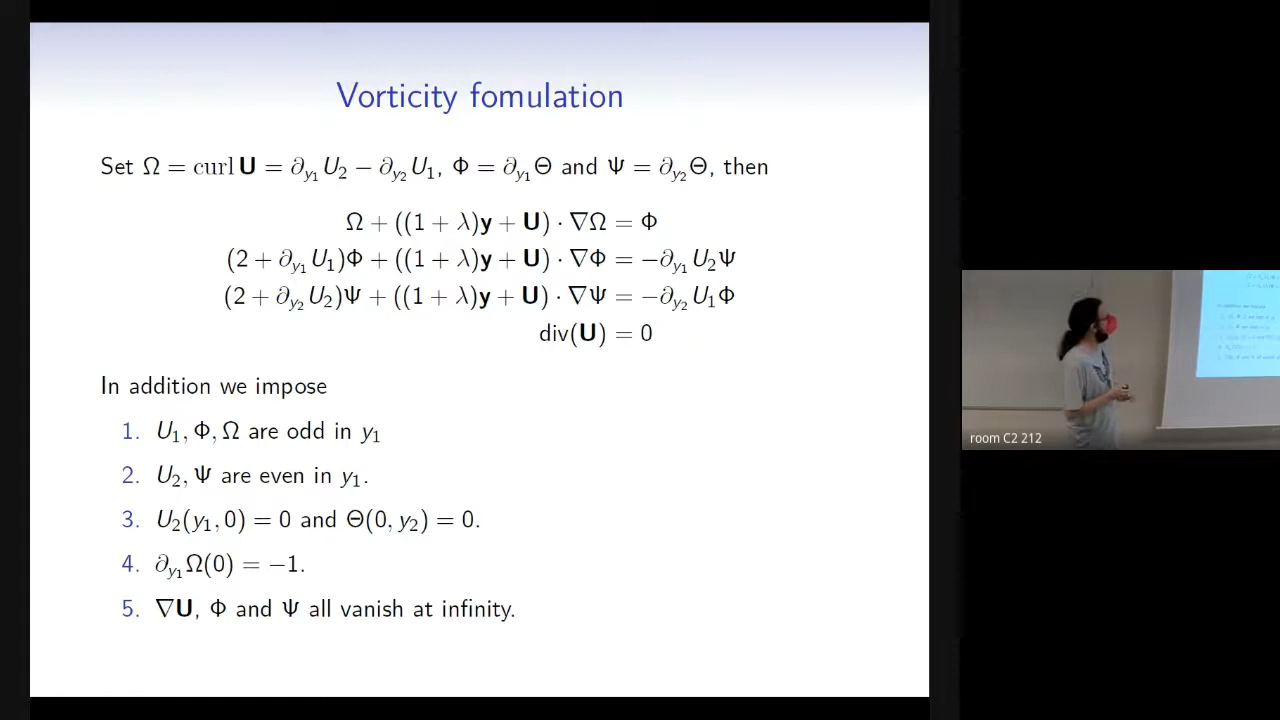 Vorticity fomulation
Set Ω = curl U = ∂_{y₁}U₂ − ∂_{y₂}U₁, Φ = ∂_{y₁}Θ and Ψ = ∂_{y₂}Θ, then
Ω + ((1 + λ)y + U) · ∇Ω = Φ
(2 + ∂_{y₁}U₁)Φ + ((1 + λ)y + U) · ∇Φ = −∂_{y₁}U₂Ψ
(2 + ∂_{y₂}U₂)Ψ + ((1 + λ)y + U) · ∇Ψ = −∂_{y₂}U₁Φ
div(U) = 0
In addition we impose
1. U₁, Φ, Ω are odd in y₁
2. U₂, Ψ are even in y₁.
3. U₂(y₁, 0) = 0 and Θ(0, y₂) = 0.
4. ∂_{y₁}Ω(0) = −1.
5. ∇U, Φ and Ψ all vanish at infinity.
room C2 212